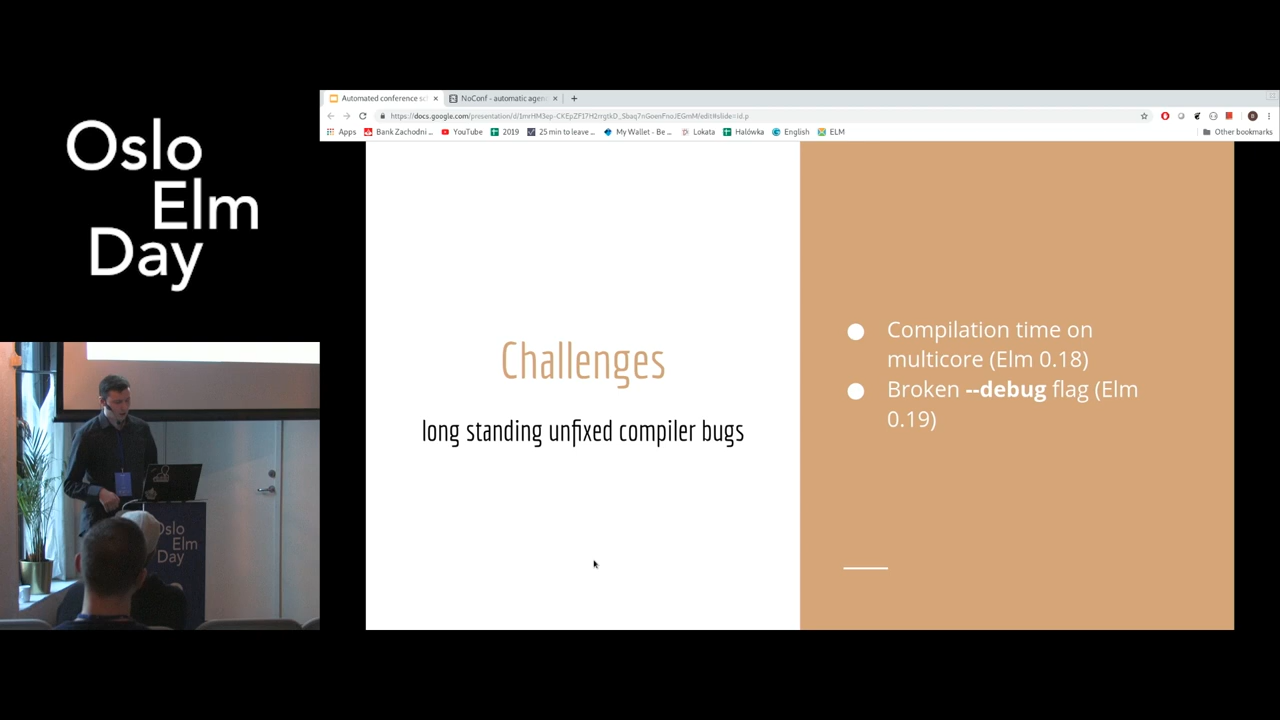 Oslo
Elm
Day
Automated conference sc
NoConf - automatic agen
Apps
Bank Zachodni ...
YouTube
2019
25 min to leave ...
My Wallet - Be ...
Lokata
Halówka
English
ELM
Other bookmarks
Challenges
long standing unfixed compiler bugs
● Compilation time on
multicore (Elm 0.18)
● Broken --debug flag (Elm
0.19)
Oslo
Elm
Day